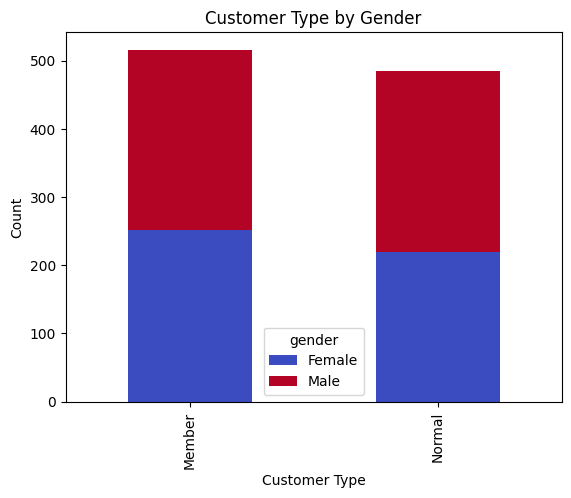 Customer Type by Gender
500
400
300
200
100
0
Count
gender
Female
Male
Member
Normal
Customer Type